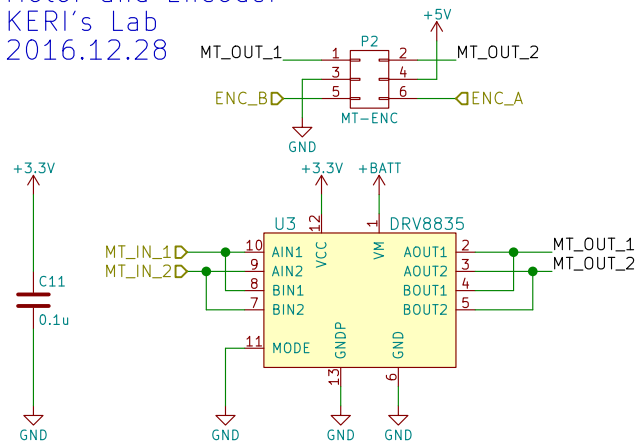 Motor and Encoder
KERI's Lab
2016.12.28
+5V
P2
MT_OUT_1 1 2 MT_OUT_2
3 4
ENC_B 5 6 ENC_A
MT-ENC
GND
+3.3V +3.3V +BATT
U3 DRV8835
12 1
VCC VM
MT_IN_1 10 AIN1 AOUT1 2 MT_OUT_1
MT_IN_2 9 AIN2 AOUT2 3 MT_OUT_2
C11 8 BIN1 BOUT1 4
7 BIN2 BOUT2 5
0.1u
11 MODE GNDP GND
13 6
GND GND GND GND